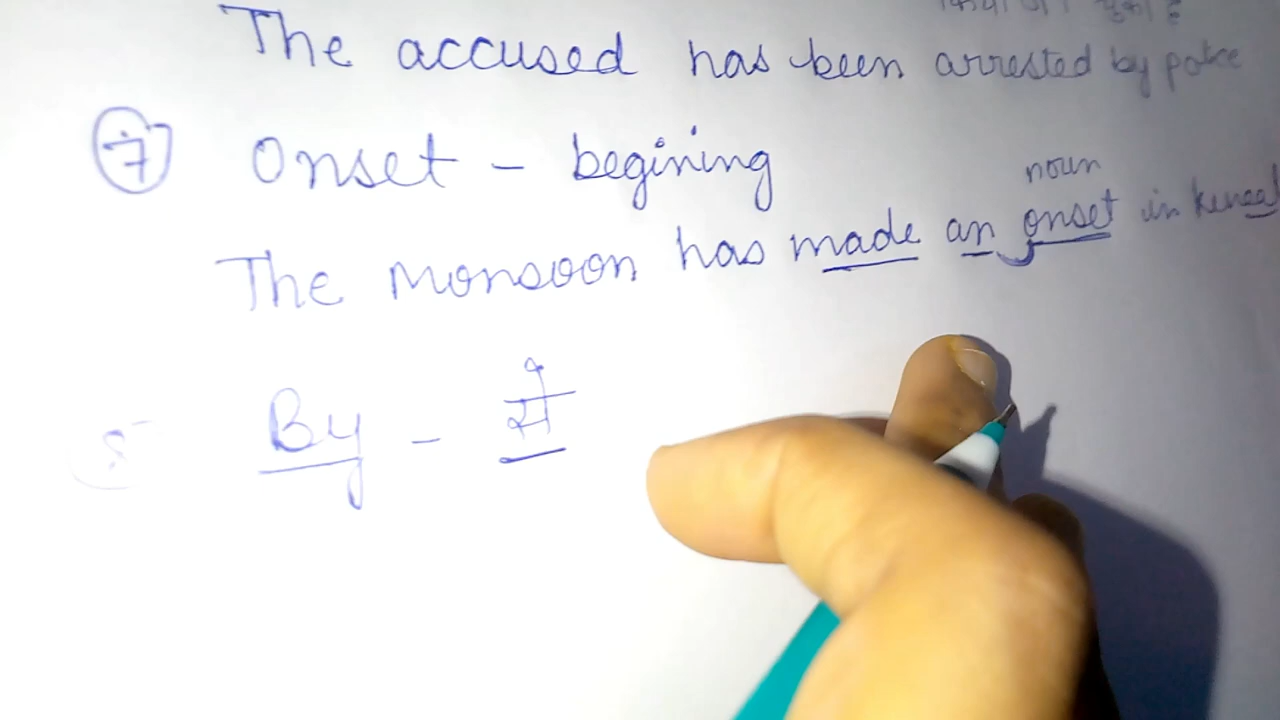 The accused has been arrested by police
7 Onset - begining
noun
The Monsoon has made an onset in
8 By - से